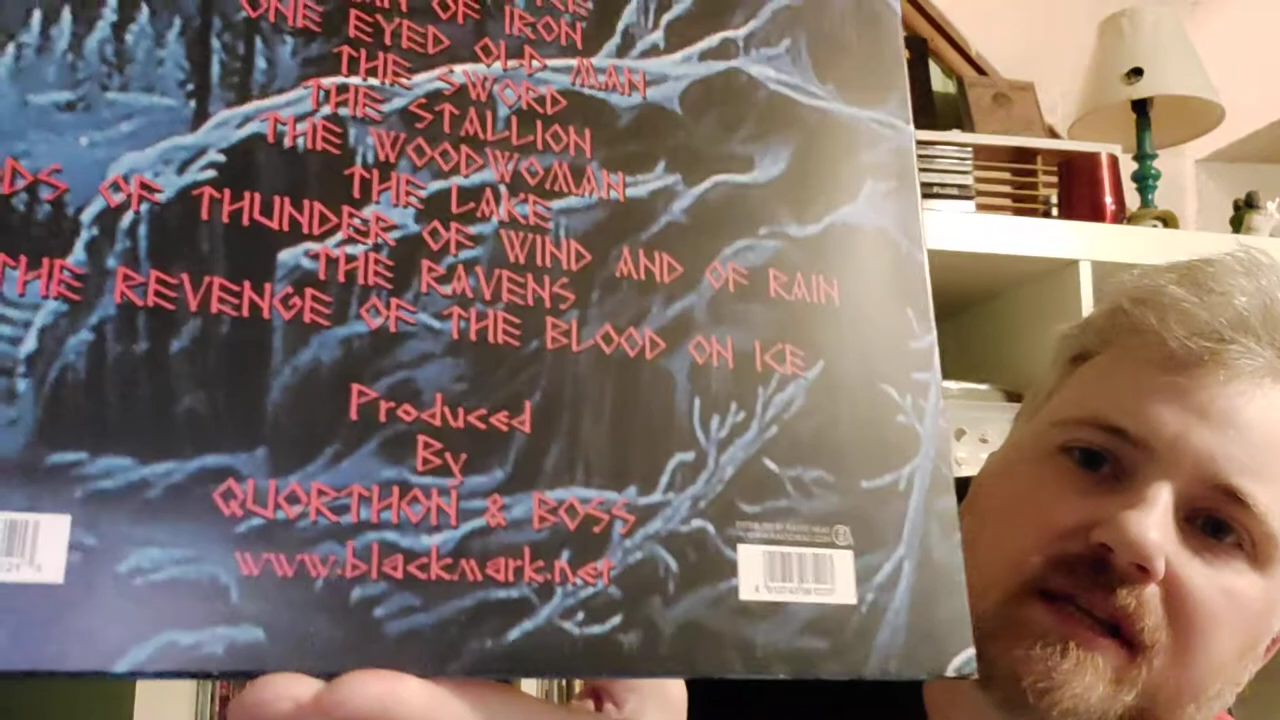 OF IRON
ONE EYED OLD MAN
THE SWORD
THE STALLION
THE WOODWOMAN
THE LAKE
OF THUNDER OF WIND AND OF RAIN
THE RAVENS
THE REVENGE OF THE BLOOD ON ICE
Produced
By
QUORTHON & BOSS
www.blackmark.net